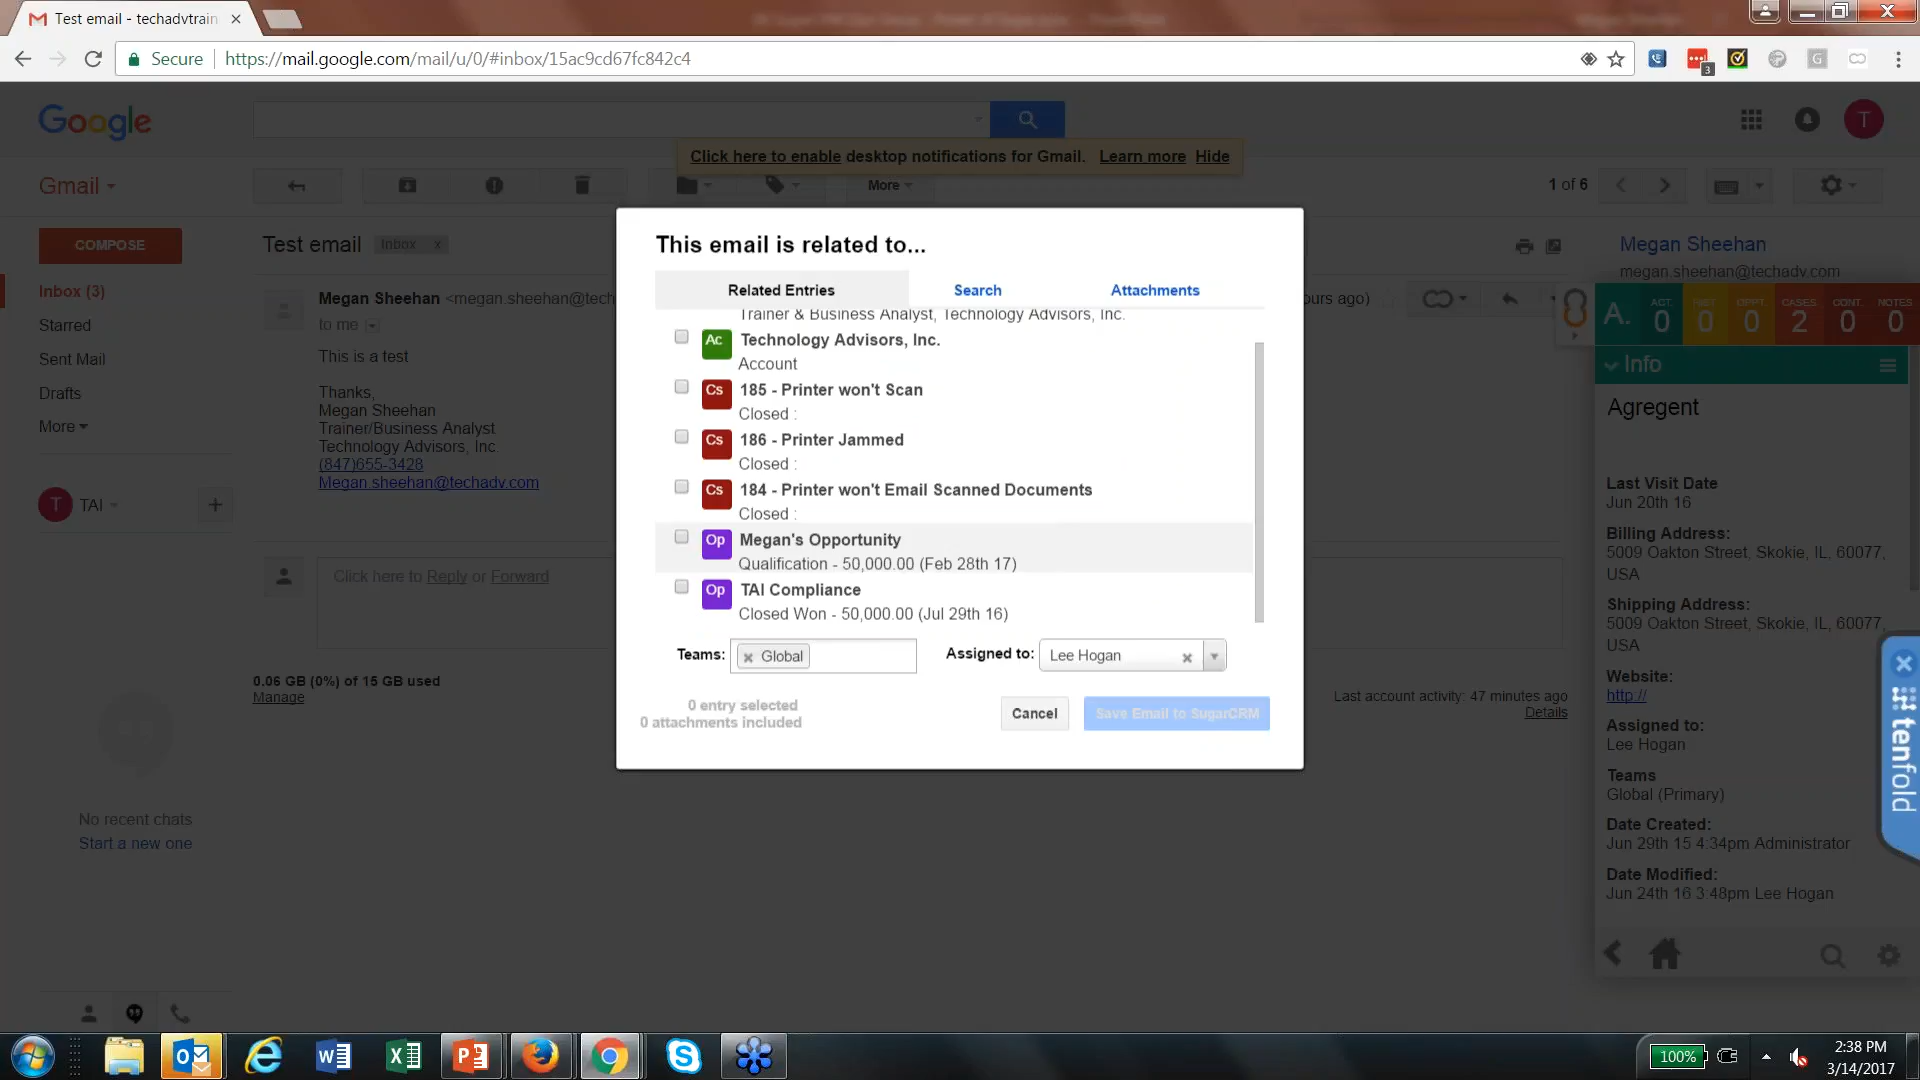 Test email - techadvtrain
Secure
https://mail.google.com/mail/u/0/#inbox/15ac9cd67fc842c4
3
G
Google
T
Click here to enable desktop notifications for Gmail. Learn more Hide
Gmail
More
1 of 6
COMPOSE
Test email
Inbox x
This email is related to...
Megan Sheehan
megan.sheehan@techadv.com
Inbox (3)
Starred
Sent Mail
Drafts
More
Megan Sheehan <megan.sheehan@tech
to me
ours ago)
This is a test
Thanks,
Megan Sheehan
Trainer/Business Analyst
Technology Advisors, Inc.
(847)655-3428
Megan.sheehan@techadv.com
Related Entries
Search
Attachments
Trainer & Business Analyst, Technology Advisors, Inc.
Ac Technology Advisors, Inc.
Account
Cs 185 - Printer won't Scan
Closed :
Cs 186 - Printer Jammed
Closed :
Cs 184 - Printer won't Email Scanned Documents
Closed :
Op Megan's Opportunity
Qualification - 50,000.00 (Feb 28th 17)
Op TAI Compliance
Closed Won - 50,000.00 (Jul 29th 16)
Teams: Global
Assigned to: Lee Hogan
0 entry selected
0 attachments included
Cancel
Save Email to SugarCRM
T TAI
Click here to Reply or Forward
0.06 GB (0%) of 15 GB used
Manage
Last account activity: 47 minutes ago
Details
No recent chats
Start a new one
A. ACT. 0 0 OPPT. 0 CASES 2 CONT. 0 NOTES 0
Info
Agregent
Last Visit Date
Jun 20th 16
Billing Address:
5009 Oakton Street, Skokie, IL, 60077,
USA
Shipping Address:
5009 Oakton Street, Skokie, IL, 60077,
USA
Website:
http://
Assigned to:
Lee Hogan
Teams
Global (Primary)
Date Created:
Jun 29th 15 4:34pm Administrator
Date Modified:
Jun 24th 16 3:48pm Lee Hogan
tenfold
100%
2:38 PM
3/14/2017